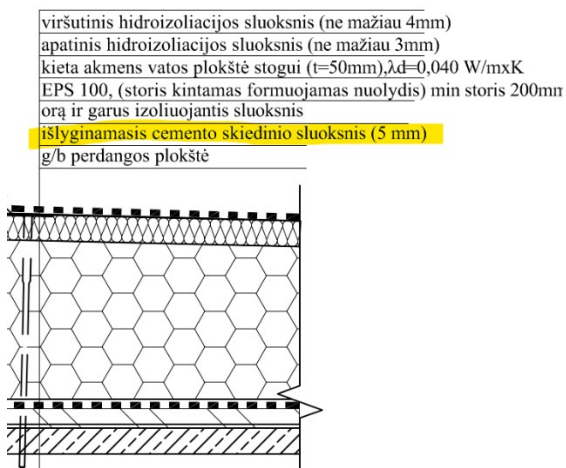 viršutinis hidroizoliacijos sluoksnis (ne mažiau 4mm)
apatinis hidroizoliacijos sluoksnis (ne mažiau 3mm)
kieta akmens vatos plokštė stogui (t=50mm),λd=0,040 W/mxK
EPS 100, (storis kintamas formuojamas nuolydis) min storis 200mm
orą ir garus izoliuojantis sluoksnis
išlyginamasis cemento skiedinio sluoksnis (5 mm)
g/b perdangos plokštė